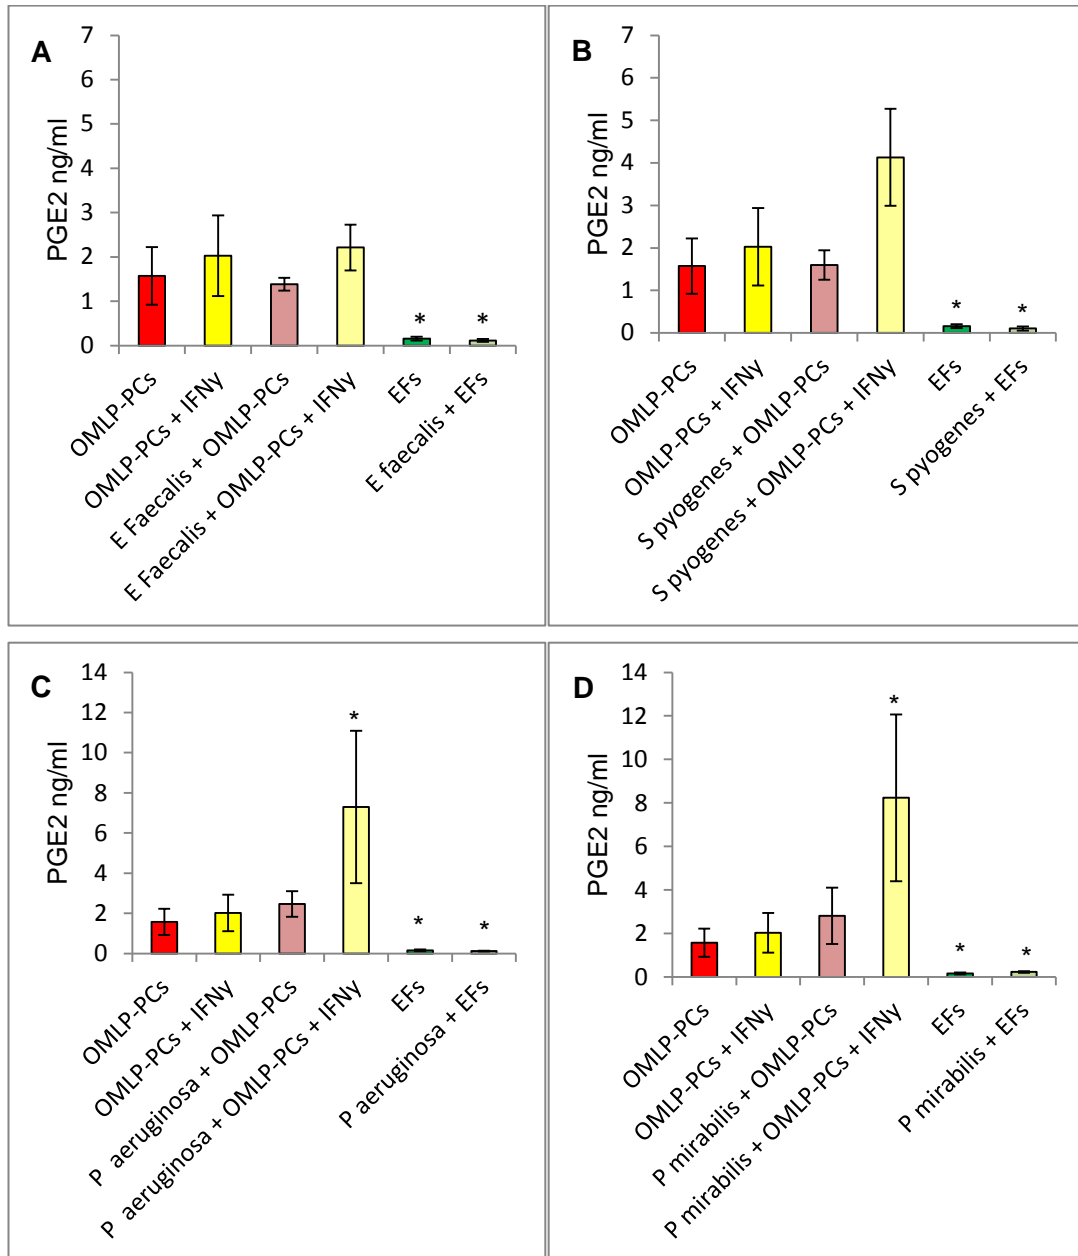 A
PGE2 ng/ml
7
6
5
4
3
2
1
0
*
*
OMLP-PCs
OMLP-PCs + IFNγ
E Faecalis + OMLP-PCs
E Faecalis + OMLP-PCs + IFNγ
EFs
E faecalis + EFs
B
PGE2 ng/ml
7
6
5
4
3
2
1
0
*
*
OMLP-PCs
OMLP-PCs + IFNγ
S pyogenes + OMLP-PCs
S pyogenes + OMLP-PCs + IFNγ
EFs
S pyogenes + EFs
C
PGE2 ng/ml
14
12
10
8
6
4
2
0
*
*
*
OMLP-PCs
OMLP-PCs + IFNγ
P aeruginosa + OMLP-PCs
P aeruginosa + OMLP-PCs + IFNγ
EFs
P aeruginosa + EFs
D
PGE2 ng/ml
14
12
10
8
6
4
2
0
*
*
*
OMLP-PCs
OMLP-PCs + IFNγ
P mirabilis + OMLP-PCs
P mirabilis + OMLP-PCs + IFNγ
EFs
P mirabilis + EFs